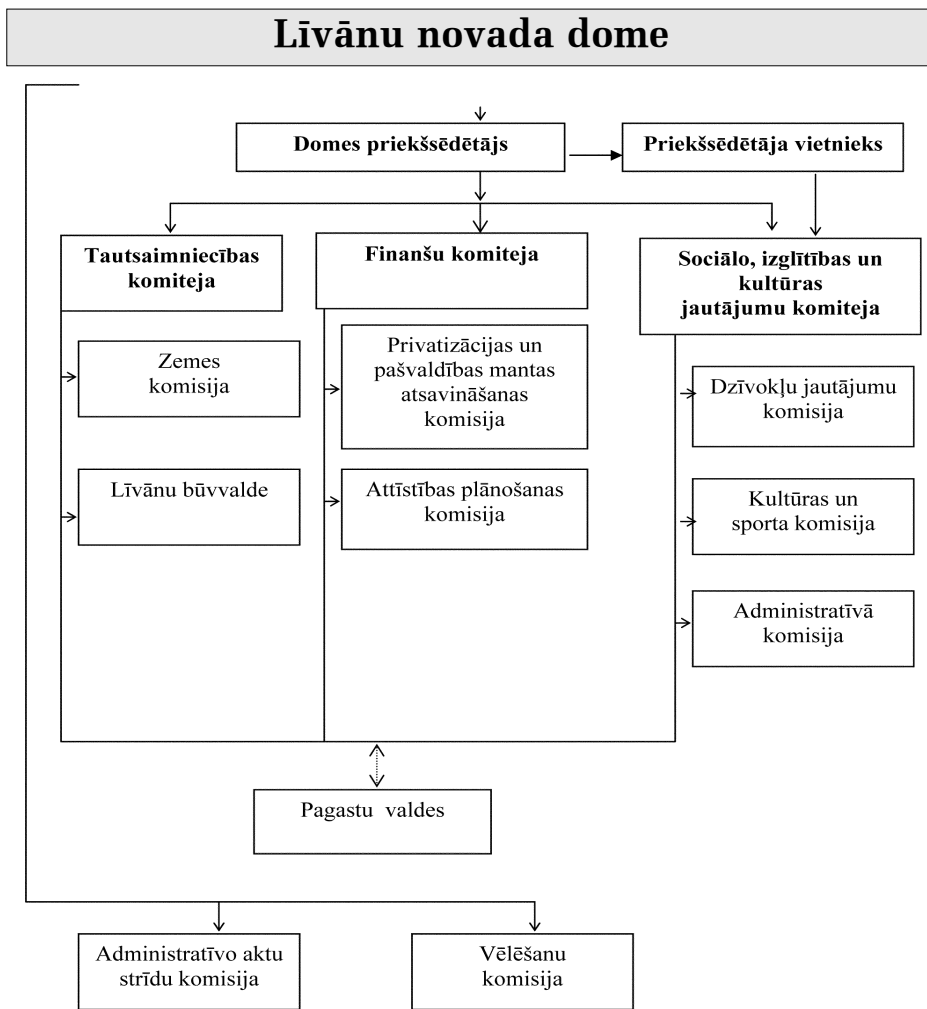 Līvānu novada dome
Domes priekšsēdētājs
Priekšsēdētāja vietnieks
Tautsaimniecības
komiteja
Finanšu komiteja
Sociālo, izglītības un
kultūras
jautājumu komiteja
Zemes
komisija
Privatizācijas un
pašvaldības mantas
atsavināšanas
komisija
Dzīvokļu jautājumu
komisija
Līvānu būvvalde
Attīstības plānošanas
komisija
Kultūras un
sporta komisija
Administratīvā
komisija
Pagastu valdes
Administratīvo aktu
strīdu komisija
Vēlēšanu
komisija